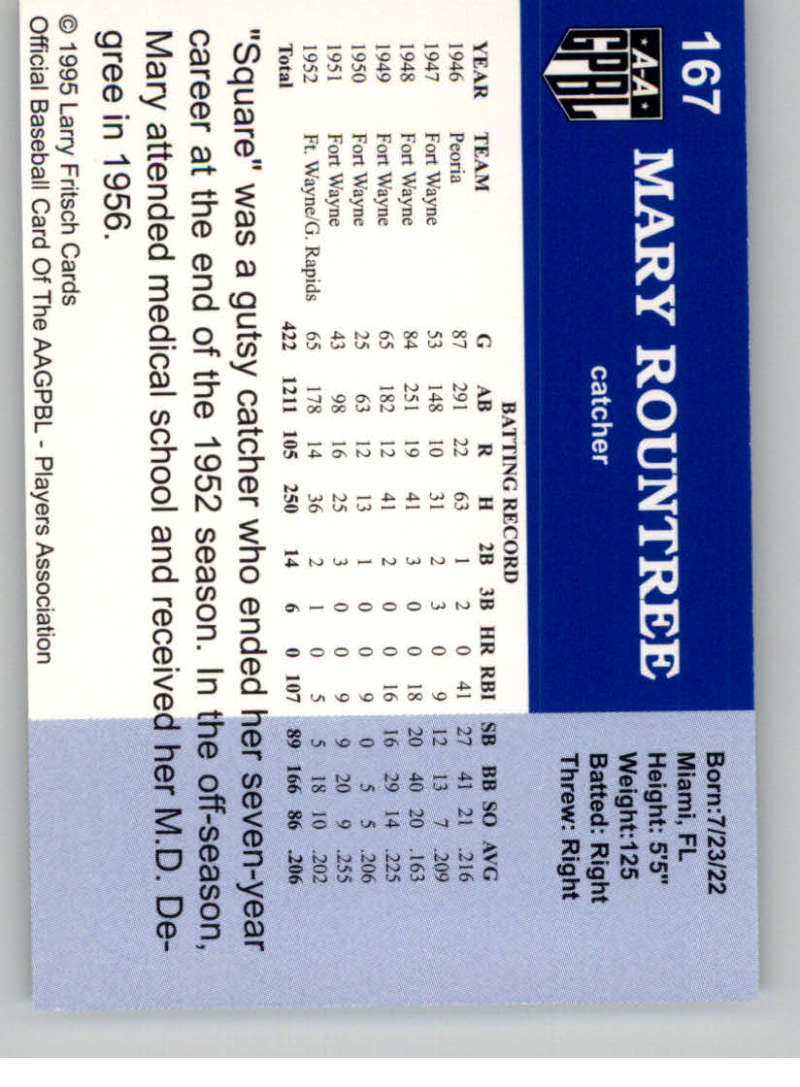 167
MARY ROUNTREE
catcher
A-A
GPBL
Born:7/23/22
Miami, FL
Height: 5'5"
Weight:125
Batted: Right
Threw: Right
BATTING RECORD
YEAR TEAM G AB R H 2B 3B HR RBI SB BB SO AVG
1946 Peoria 87 291 22 63 1 2 0 41 27 41 21 .216
1947 Fort Wayne 53 148 10 31 2 3 0 9 12 13 7 .209
1948 Fort Wayne 84 251 19 41 3 0 0 18 20 40 20 .163
1949 Fort Wayne 65 182 12 41 2 0 0 16 16 29 14 .225
1950 Fort Wayne 25 63 12 13 1 0 0 9 0 5 5 .206
1951 Fort Wayne 43 98 16 25 3 0 0 9 9 20 9 .255
1952 Ft. Wayne/G. Rapids 65 178 14 36 2 1 0 5 5 18 10 .202
Total 422 1211 105 250 14 6 0 107 89 166 86 .206
"Square" was a gutsy catcher who ended her seven-year
career at the end of the 1952 season. In the off-season,
Mary attended medical school and received her M.D. De-
gree in 1956.
© 1995 Larry Fritsch Cards
Official Baseball Card Of The AAGPBL - Players Association